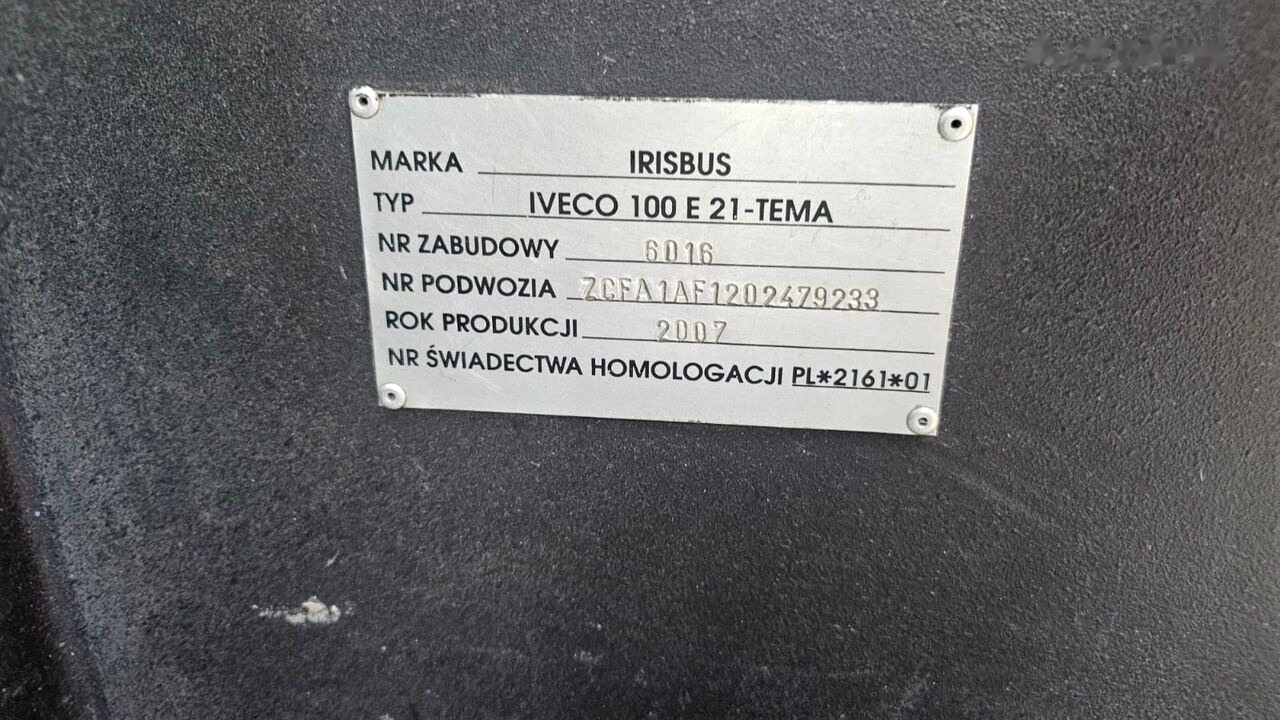 MARKA IRISBUS
TYP IVECO 100 E 21-TEMA
NR ZABUDOWY 6016
NR PODWOZIA ZCFA1AF1202479233
ROK PRODUKCJI 2007
NR ŚWIADECTWA HOMOLOGACJI PL*2161*01